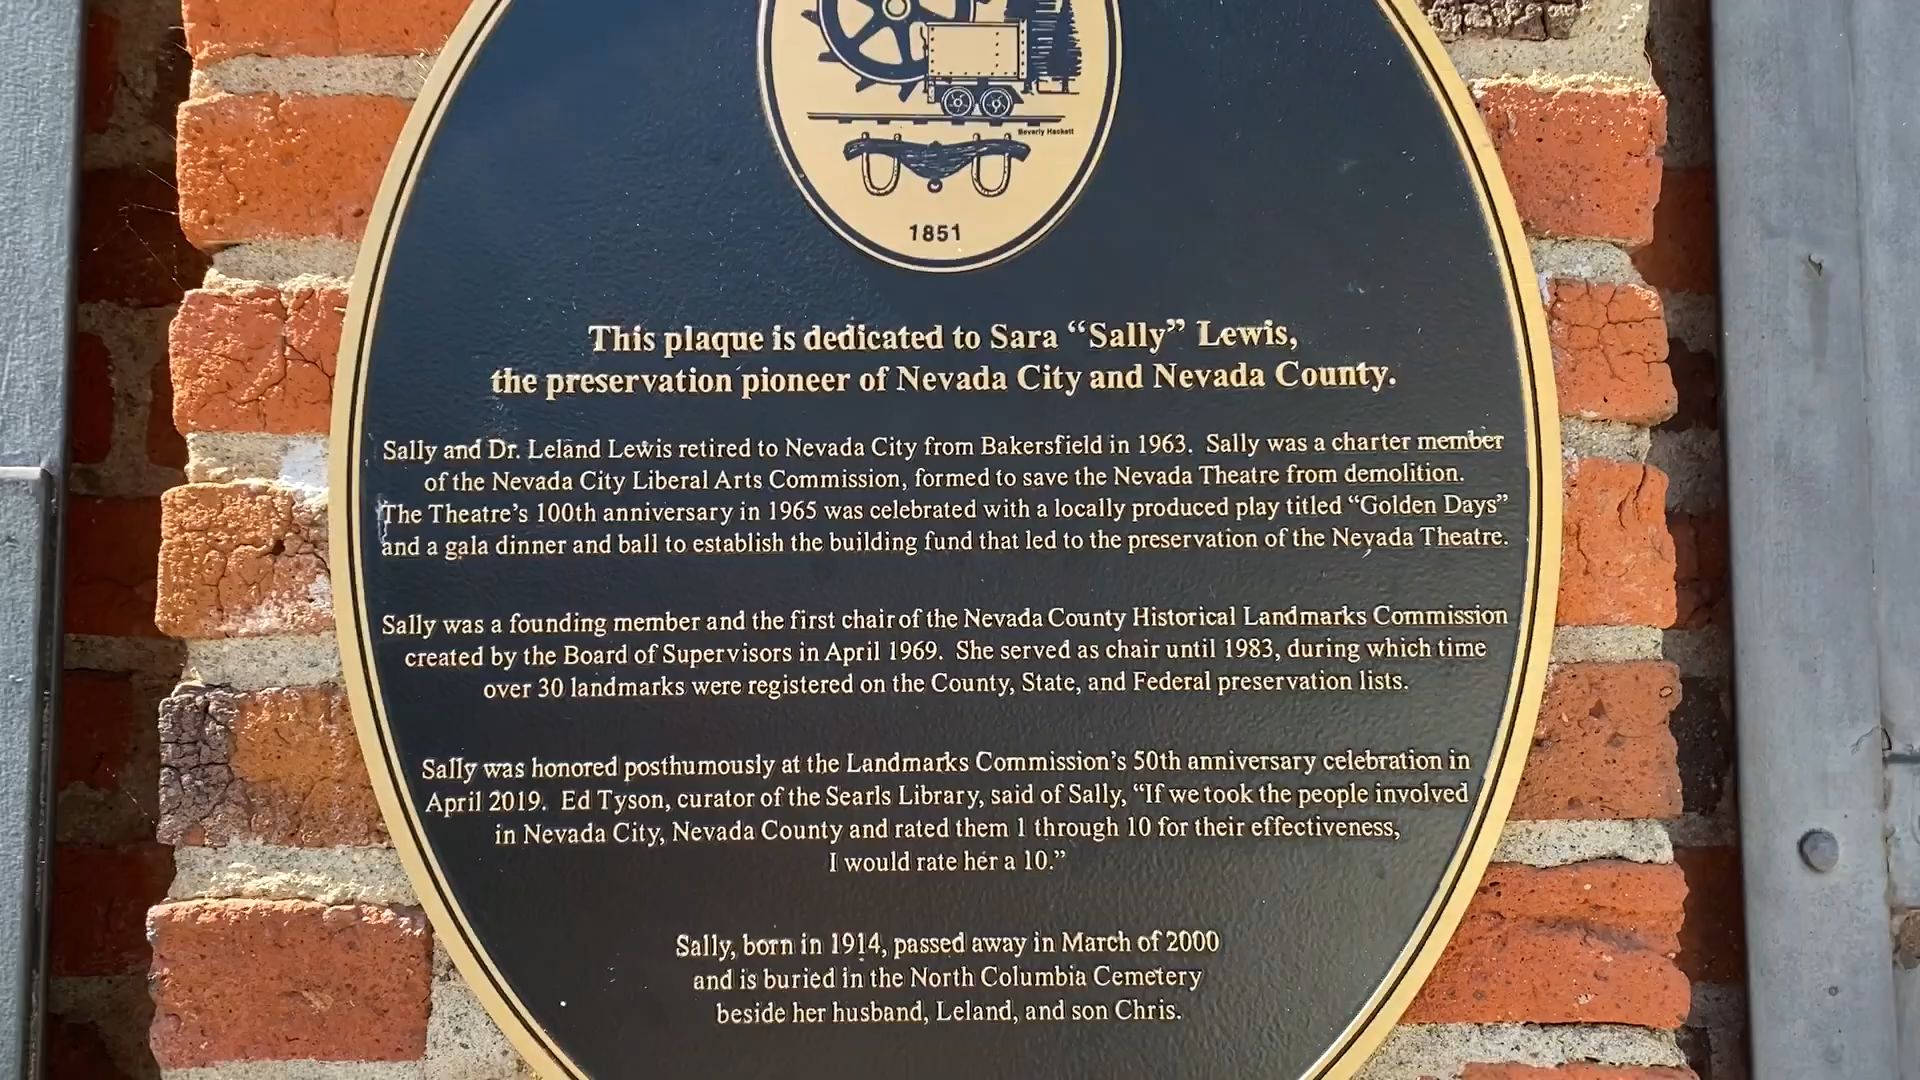 Beverly Hackett
1851
This plaque is dedicated to Sara “Sally” Lewis,
the preservation pioneer of Nevada City and Nevada County.
Sally and Dr. Leland Lewis retired to Nevada City from Bakersfield in 1963. Sally was a charter member
of the Nevada City Liberal Arts Commission, formed to save the Nevada Theatre from demolition.
The Theatre’s 100th anniversary in 1965 was celebrated with a locally produced play titled “Golden Days”
and a gala dinner and ball to establish the building fund that led to the preservation of the Nevada Theatre.
Sally was a founding member and the first chair of the Nevada County Historical Landmarks Commission
created by the Board of Supervisors in April 1969. She served as chair until 1983, during which time
over 30 landmarks were registered on the County, State, and Federal preservation lists.
Sally was honored posthumously at the Landmarks Commission’s 50th anniversary celebration in
April 2019. Ed Tyson, curator of the Searls Library, said of Sally, “If we took the people involved
in Nevada City, Nevada County and rated them 1 through 10 for their effectiveness,
I would rate her a 10.”
Sally, born in 1914, passed away in March of 2000
and is buried in the North Columbia Cemetery
beside her husband, Leland, and son Chris.